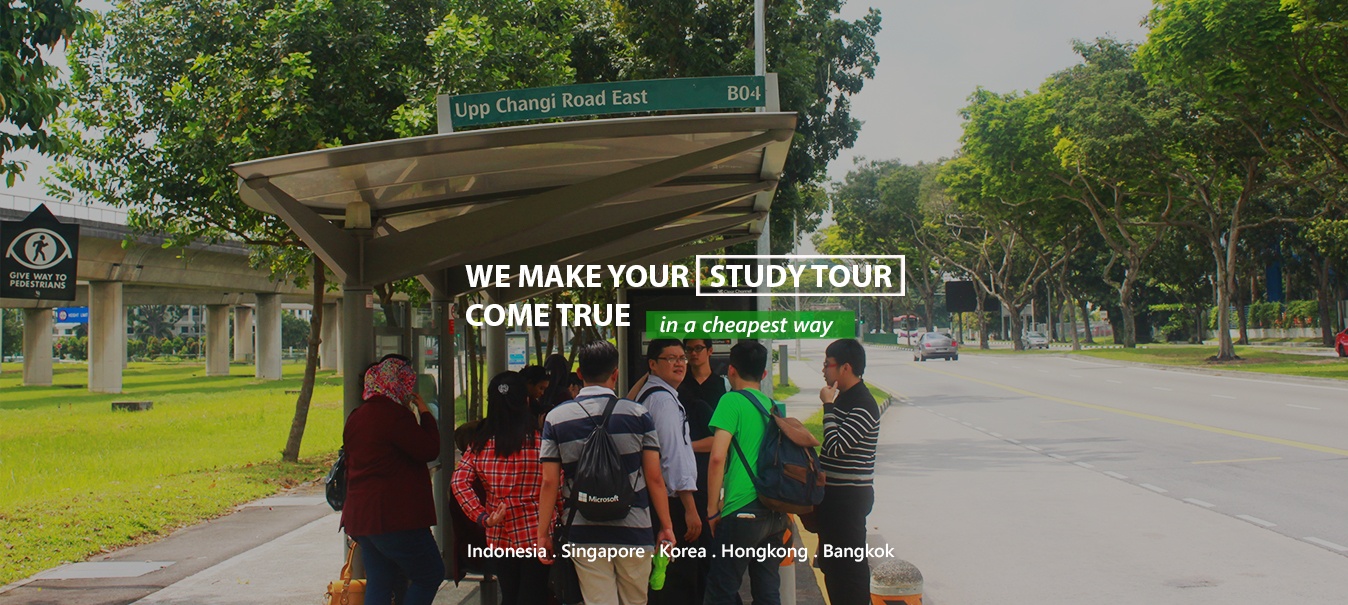 Upp Changi Road East B04
GIVE WAY TO
PEDESTRIANS
WE MAKE YOUR STUDY TOUR
COME TRUE
in a cheapest way
Microsoft
Indonesia . Singapore . Korea . Hongkong . Bangkok